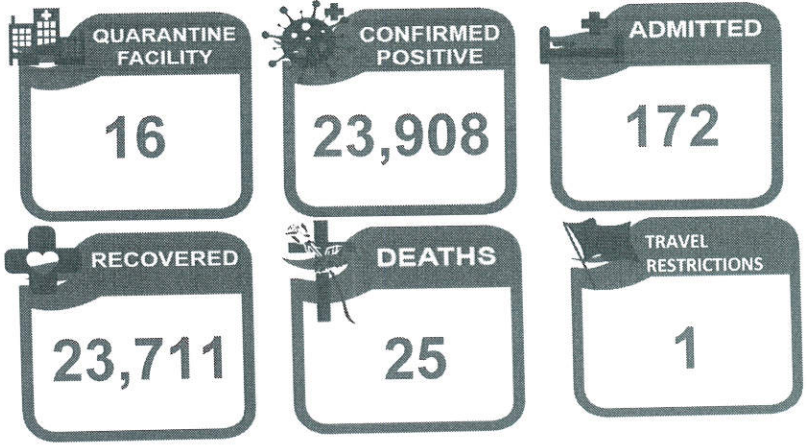 QUARANTINE
FACILITY
16
CONFIRMED
POSITIVE
23,908
ADMITTED
172
RECOVERED
23,711
DEATHS
25
TRAVEL
RESTRICTIONS
1